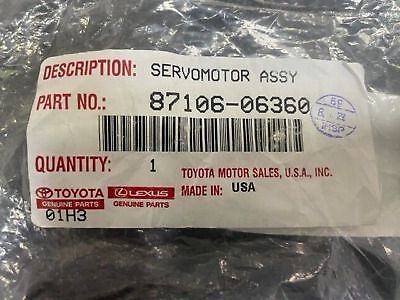 DESCRIPTION: SERVOMOTOR ASSY
PART NO.: 87106-06360
QUANTITY: 1 TOYOTA MOTOR SALES, U.S.A., INC.
MADE IN: USA
TOYOTA
GENUINE PARTS
LEXUS
GENUINE PARTS
01H3